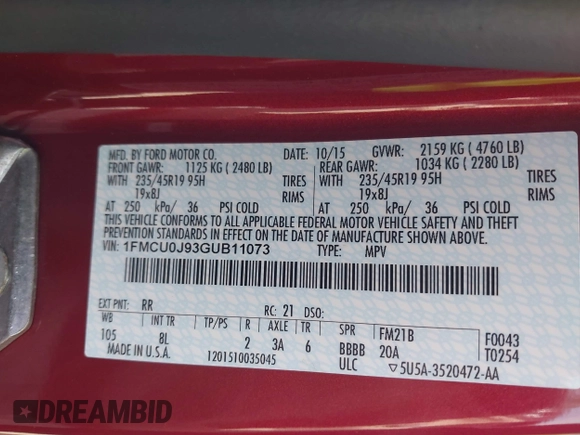 MFD. BY FORD MOTOR CO.
DATE: 10/15 GVWR: 2159 KG ( 4760 LB)
FRONT GAWR: 1125 KG ( 2480 LB) REAR GAWR: 1034 KG ( 2280 LB)
WITH 235/45R19 95H TIRES WITH 235/45R19 95H TIRES
19x8J RIMS 19x8J RIMS
AT 250 kPa/ 36 PSI COLD AT 250 kPa/ 36 PSI COLD
THIS VEHICLE CONFORMS TO ALL APPLICABLE FEDERAL MOTOR VEHICLE SAFETY AND THEFT
PREVENTION STANDARDS IN EFFECT ON THE DATE OF MANUFACTURE SHOWN ABOVE.
VIN: 1FMCU0J93GUB11073 TYPE: MPV
EXT PNT: RR RC: 21 DSO:
WB INT TR TP/PS R AXLE TR SPR FM21B F0043
105 8L 2 3A 6 BBBB 20A T0254
MADE IN U.S.A. 1201510035045 ULC ▽5U5A-3520472-AA
DREAMBID